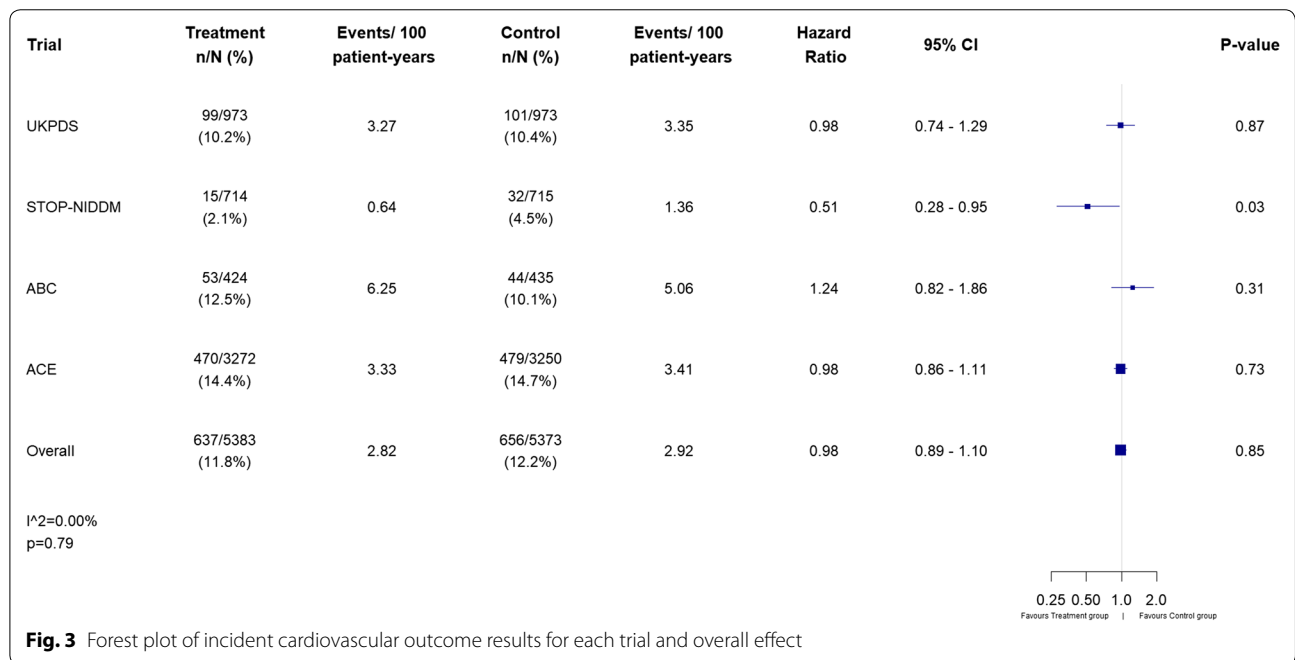 Trial Treatment Events/ 100 Control Events/ 100 Hazard 95% CI P-value
n/N (%) patient-years n/N (%) patient-years Ratio
UKPDS 99/973 3.27 101/973 3.35 0.98 0.74 - 1.29 0.87
(10.2%) (10.4%)
STOP-NIDDM 15/714 0.64 32/715 1.36 0.51 0.28 - 0.95 0.03
(2.1%) (4.5%)
ABC 53/424 6.25 44/435 5.06 1.24 0.82 - 1.86 0.31
(12.5%) (10.1%)
ACE 470/3272 3.33 479/3250 3.41 0.98 0.86 - 1.11 0.73
(14.4%) (14.7%)
Overall 637/5383 2.82 656/5373 2.92 0.98 0.89 - 1.10 0.85
(11.8%) (12.2%)
I^2=0.00%
p=0.79
0.25 0.50 1.0 2.0
Favours Treatment group | Favours Control group
Fig. 3 Forest plot of incident cardiovascular outcome results for each trial and overall effect